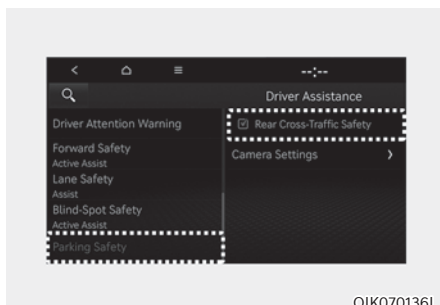 --:--
Driver Assistance
Driver Attention Warning
Forward Safety
Active Assist
Lane Safety
Assist
Blind-Spot Safety
Active Assist
Parking Safety
Rear Cross-Traffic Safety
Camera Settings
OIK070136L